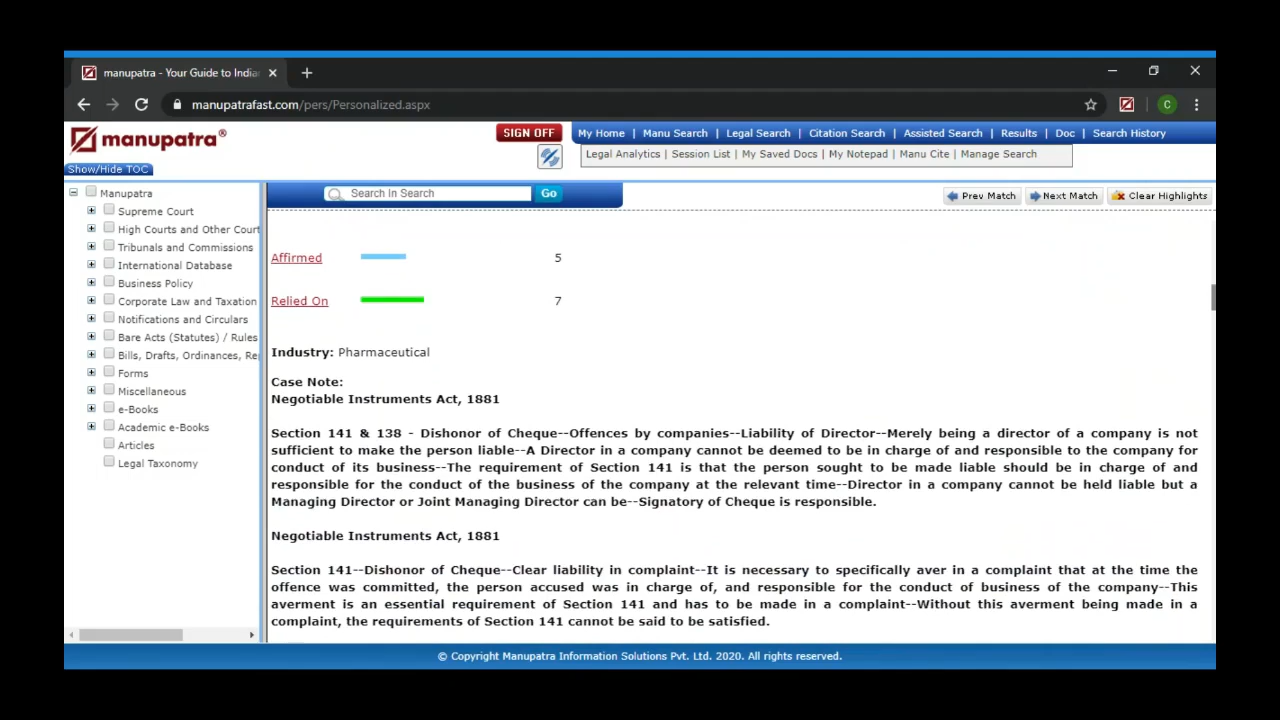 manupatra - Your Guide to India
manupatrafast.com/pers/Personalized.aspx
C
manupatra®
SIGN OFF
My Home | Manu Search | Legal Search | Citation Search | Assisted Search | Results | Doc | Search History
Legal Analytics | Session List | My Saved Docs | My Notepad | Manu Cite | Manage Search
Show/Hide TOC
Search In Search
Go
Prev Match
Next Match
Clear Highlights
Manupatra
Supreme Court
High Courts and Other Court
Tribunals and Commissions
International Database
Business Policy
Corporate Law and Taxation
Notifications and Circulars
Bare Acts (Statutes) / Rules
Bills, Drafts, Ordinances, Re
Forms
Miscellaneous
e-Books
Academic e-Books
Articles
Legal Taxonomy
Affirmed 5
Relied On 7
Industry: Pharmaceutical
Case Note:
Negotiable Instruments Act, 1881
Section 141 & 138 - Dishonor of Cheque--Offences by companies--Liability of Director--Merely being a director of a company is not
sufficient to make the person liable--A Director in a company cannot be deemed to be in charge of and responsible to the company for
conduct of its business--The requirement of Section 141 is that the person sought to be made liable should be in charge of and
responsible for the conduct of the business of the company at the relevant time--Director in a company cannot be held liable but a
Managing Director or Joint Managing Director can be--Signatory of Cheque is responsible.
Negotiable Instruments Act, 1881
Section 141--Dishonor of Cheque--Clear liability in complaint--It is necessary to specifically aver in a complaint that at the time the
offence was committed, the person accused was in charge of, and responsible for the conduct of business of the company--This
averment is an essential requirement of Section 141 and has to be made in a complaint--Without this averment being made in a
complaint, the requirements of Section 141 cannot be said to be satisfied.
© Copyright Manupatra Information Solutions Pvt. Ltd. 2020. All rights reserved.